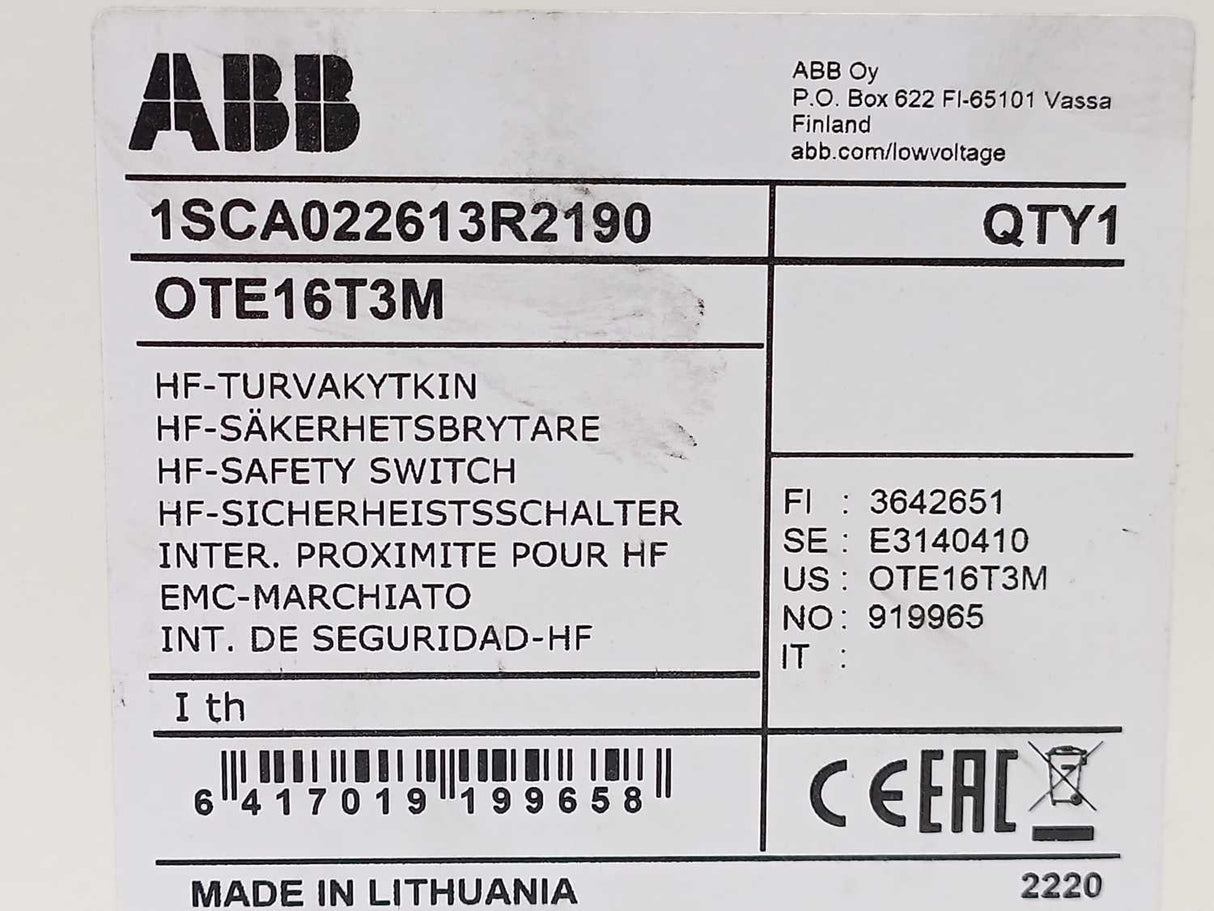 ABB
ABB Oy
P.O. Box 622 FI-65101 Vassa
Finland
abb.com/lowvoltage
1SCA022613R2190
QTY1
OTE16T3M
HF-TURVAKYTKIN
HF-SÄKERHETSBRYTARE
HF-SAFETY SWITCH
HF-SICHERHEISTSSCHALTER
INTER. PROXIMITE POUR HF
EMC-MARCHIATO
INT. DE SEGURIDAD-HF
FI : 3642651
SE : E3140410
US : OTE16T3M
NO : 919965
IT :
I th
6 417019 199658
CE EAC
MADE IN LITHUANIA
2220